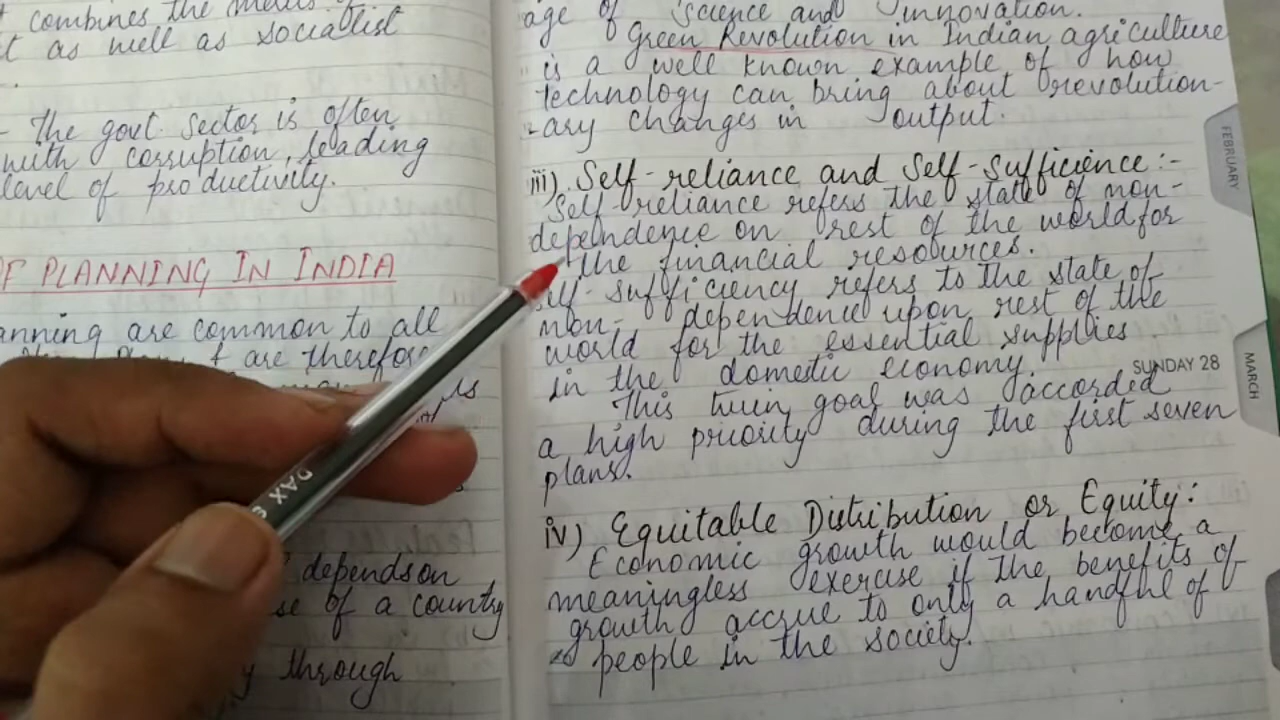 combines the
t as well as socialist
- The govt. sector is often
with corruption, leading
level of productivity.
F PLANNING IN INDIA
anning are common to all
are therefore
dependson
se of a country
y through
age of science and innovation.
Green Revolution in Indian agriculture
is a well known example of how
technology can bring about revolution-
-ary changes in output.
iii) Self-reliance and Self-Sufficience:-
Self-reliance refers the state of non-
dependence on rest of the world for
the financial resources.
Self-sufficiency refers to the state of
non- dependence upon rest of the
world for the essential supplies
in the domestic economy.
This twin goal was accorded
a high priority during the first seven
plans.
iv) Equitable Distribution or Equity:
Economic growth would become a
meaningless exercise if the benefits of
growth accrue to only a handful of
people in the society.
SUNDAY 28
FEBRUARY
MARCH
DAX